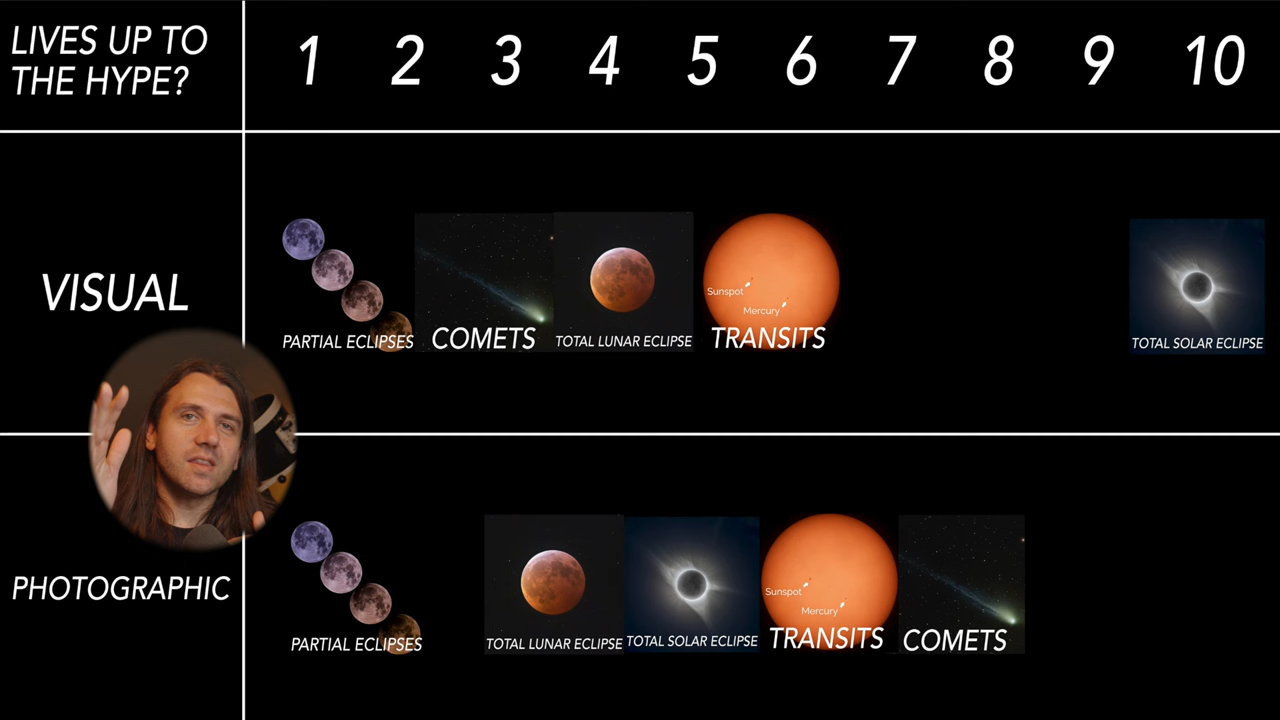 LIVES UP TO
THE HYPE?
1 2 3 4 5 6 7 8 9 10
VISUAL
PARTIAL ECLIPSES
COMETS
TOTAL LUNAR ECLIPSE
Sunspot
Mercury
TRANSITS
TOTAL SOLAR ECLIPSE
PHOTOGRAPHIC
PARTIAL ECLIPSES
TOTAL LUNAR ECLIPSE
TOTAL SOLAR ECLIPSE
Sunspot
Mercury
TRANSITS
COMETS